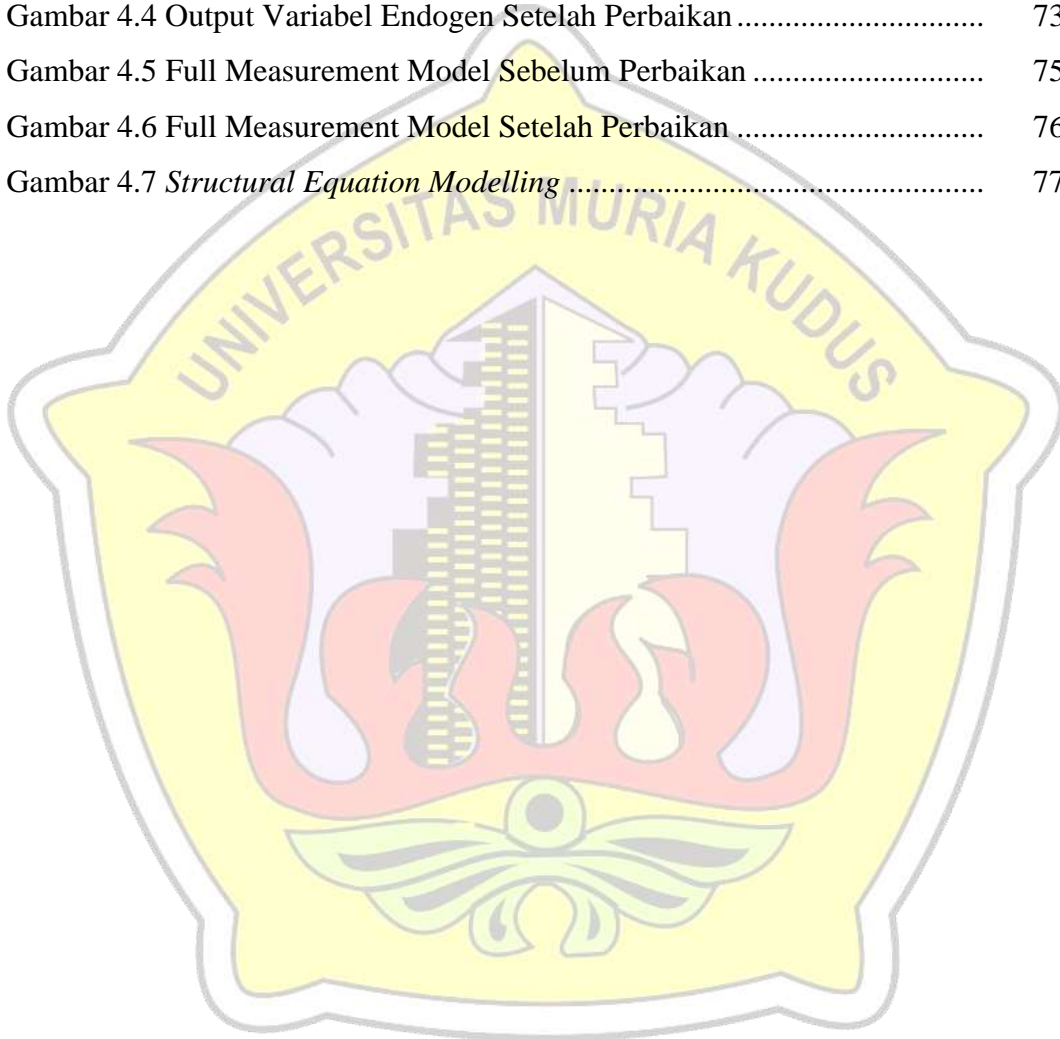 Gambar 4.4 Output Variabel Endogen Setelah Perbaikan ............................ 73
Gambar 4.5 Full Measurement Model Sebelum Perbaikan .......................... 75
Gambar 4.6 Full Measurement Model Setelah Perbaikan ............................ 76
Gambar 4.7 Structural Equation Modelling ................................................ 77
UNIVERSITAS MURIA KUDUS